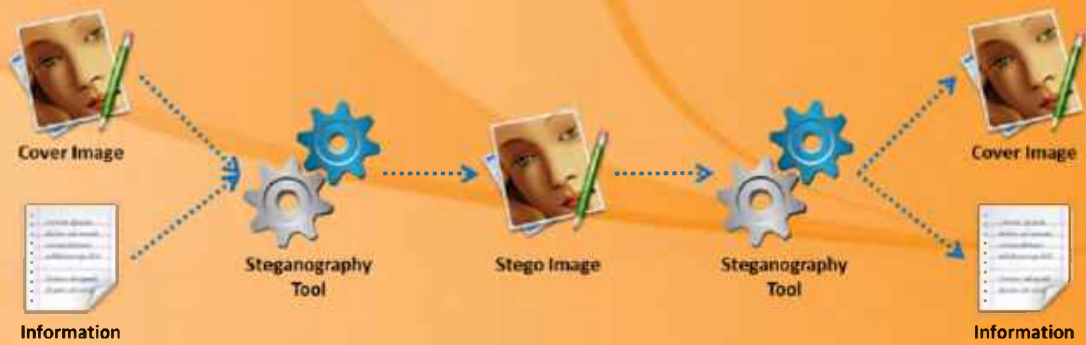 Cover Image
Information
Steganography
Tool
Stego Image
Steganography
Tool
Cover Image
Information